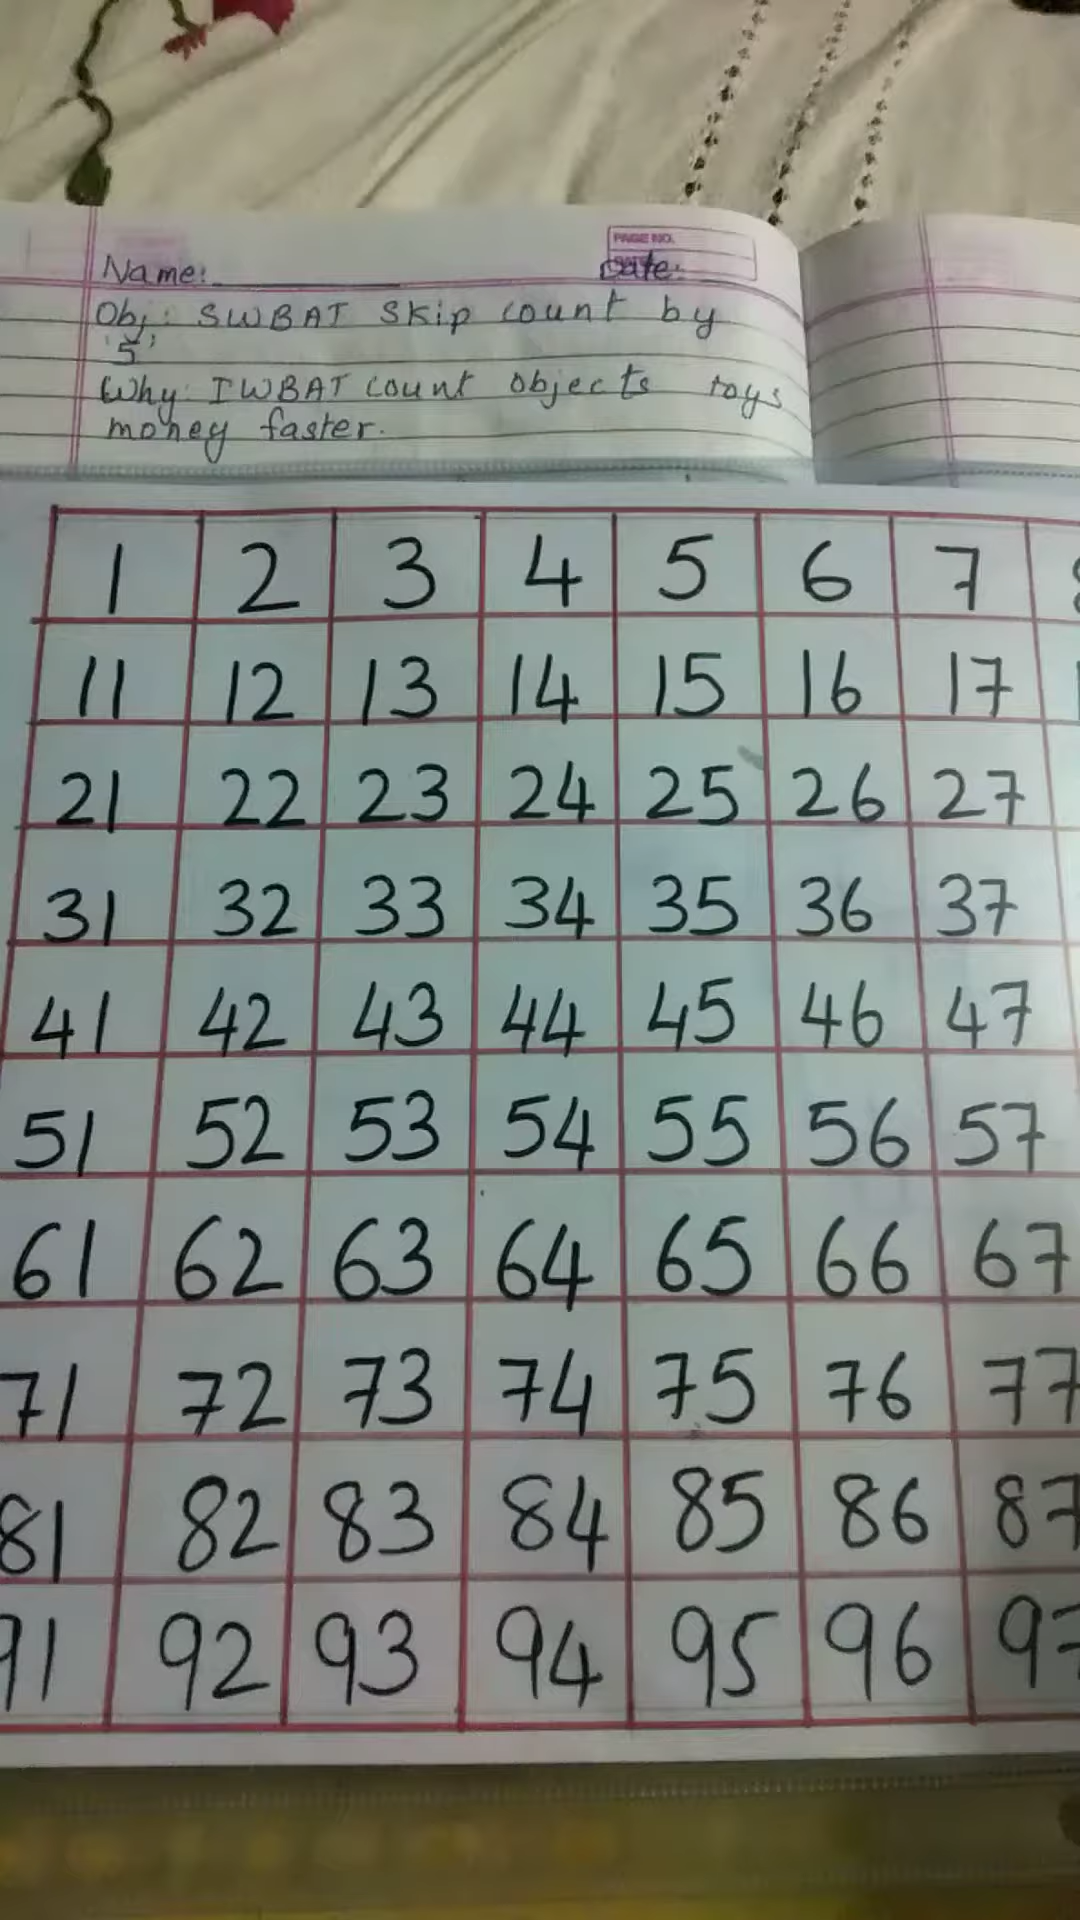 PAGE NO.
Name: Date:
Obj: SWBAT Skip count by
'5'
Why: IWBAT count objects toys
money faster.
1 2 3 4 5 6 7
11 12 13 14 15 16 17
21 22 23 24 25 26 27
31 32 33 34 35 36 37
41 42 43 44 45 46 47
51 52 53 54 55 56 57
61 62 63 64 65 66 67
71 72 73 74 75 76 77
81 82 83 84 85 86 87
91 92 93 94 95 96 97